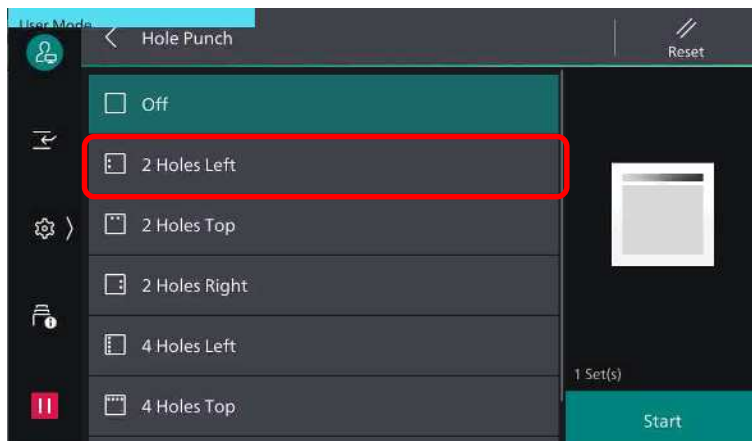 User Mode
Hole Punch
Reset
Off
2 Holes Left
2 Holes Top
2 Holes Right
4 Holes Left
4 Holes Top
1 Set(s)
Start